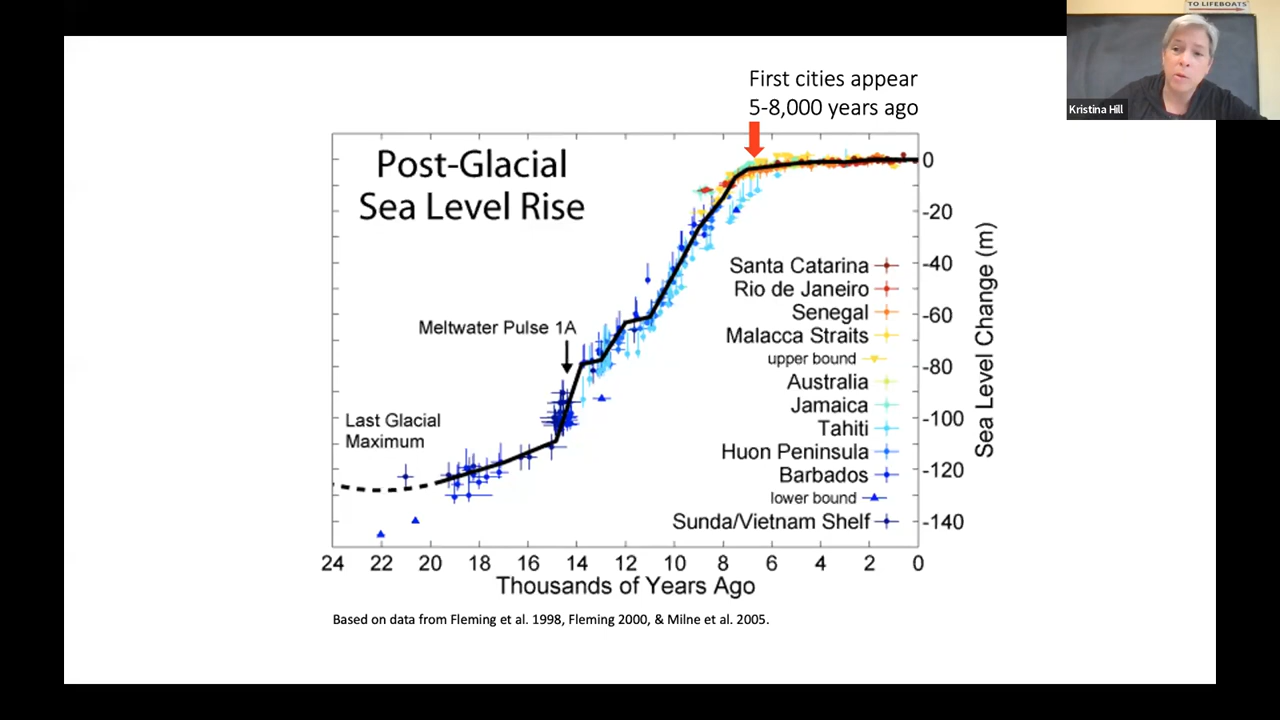 TO LIFEBOATS
Kristina Hill
First cities appear
5-8,000 years ago
Post-Glacial
Sea Level Rise
Meltwater Pulse 1A
Last Glacial
Maximum
Santa Catarina
Rio de Janeiro
Senegal
Malacca Straits
upper bound
Australia
Jamaica
Tahiti
Huon Peninsula
Barbados
lower bound
Sunda/Vietnam Shelf
0
-20
-40
-60
-80
-100
-120
-140
Sea Level Change (m)
24 22 20 18 16 14 12 10 8 6 4 2 0
Thousands of Years Ago
Based on data from Fleming et al. 1998, Fleming 2000, & Milne et al. 2005.